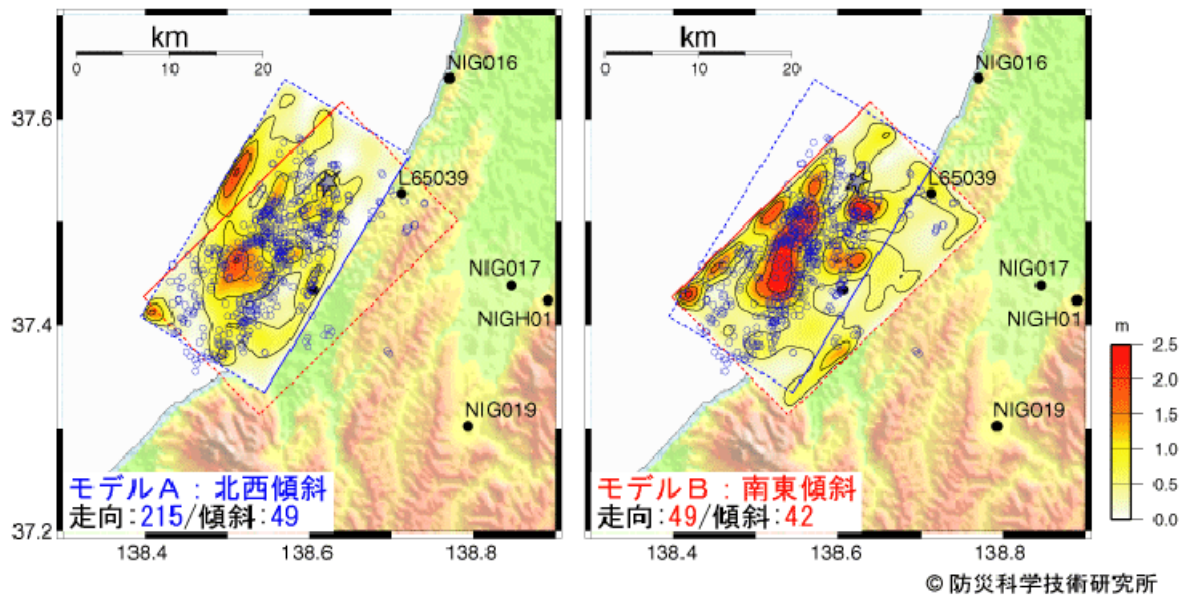 km
0 10 20
NIG016
37.6
L65039
NIG017
NIGH01
37.4
NIG019
モデルA：北西傾斜
走向:215/傾斜:49
37.2
138.4 138.6 138.8
km
0 10 20
NIG016
L65039
NIG017
NIGH01
NIG019
モデルB：南東傾斜
走向:49/傾斜:42
138.4 138.6 138.8
m
2.5
2.0
1.5
1.0
0.5
0.0
© 防災科学技術研究所